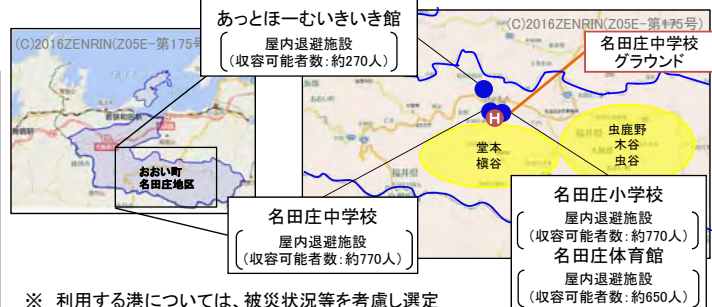 あっとほーむいきいき館
屋内退避施設
(収容可能者数:約270人)
(C)2016ZENRIN(Z05E-第175号
(C)2016ZENRIN(Z05E-第175号)
名田庄中学校
グラウンド
おおい町
名田庄地区
H
堂本
槇谷
虫鹿野
木谷
虫谷
福井県
名田庄中学校
屋内退避施設
(収容可能者数:約770人)
名田庄小学校
屋内退避施設
(収容可能者数:約770人)
名田庄体育館
屋内退避施設
(収容可能者数:約650人)
※ 利用する港については、被災状況等を考慮し選定